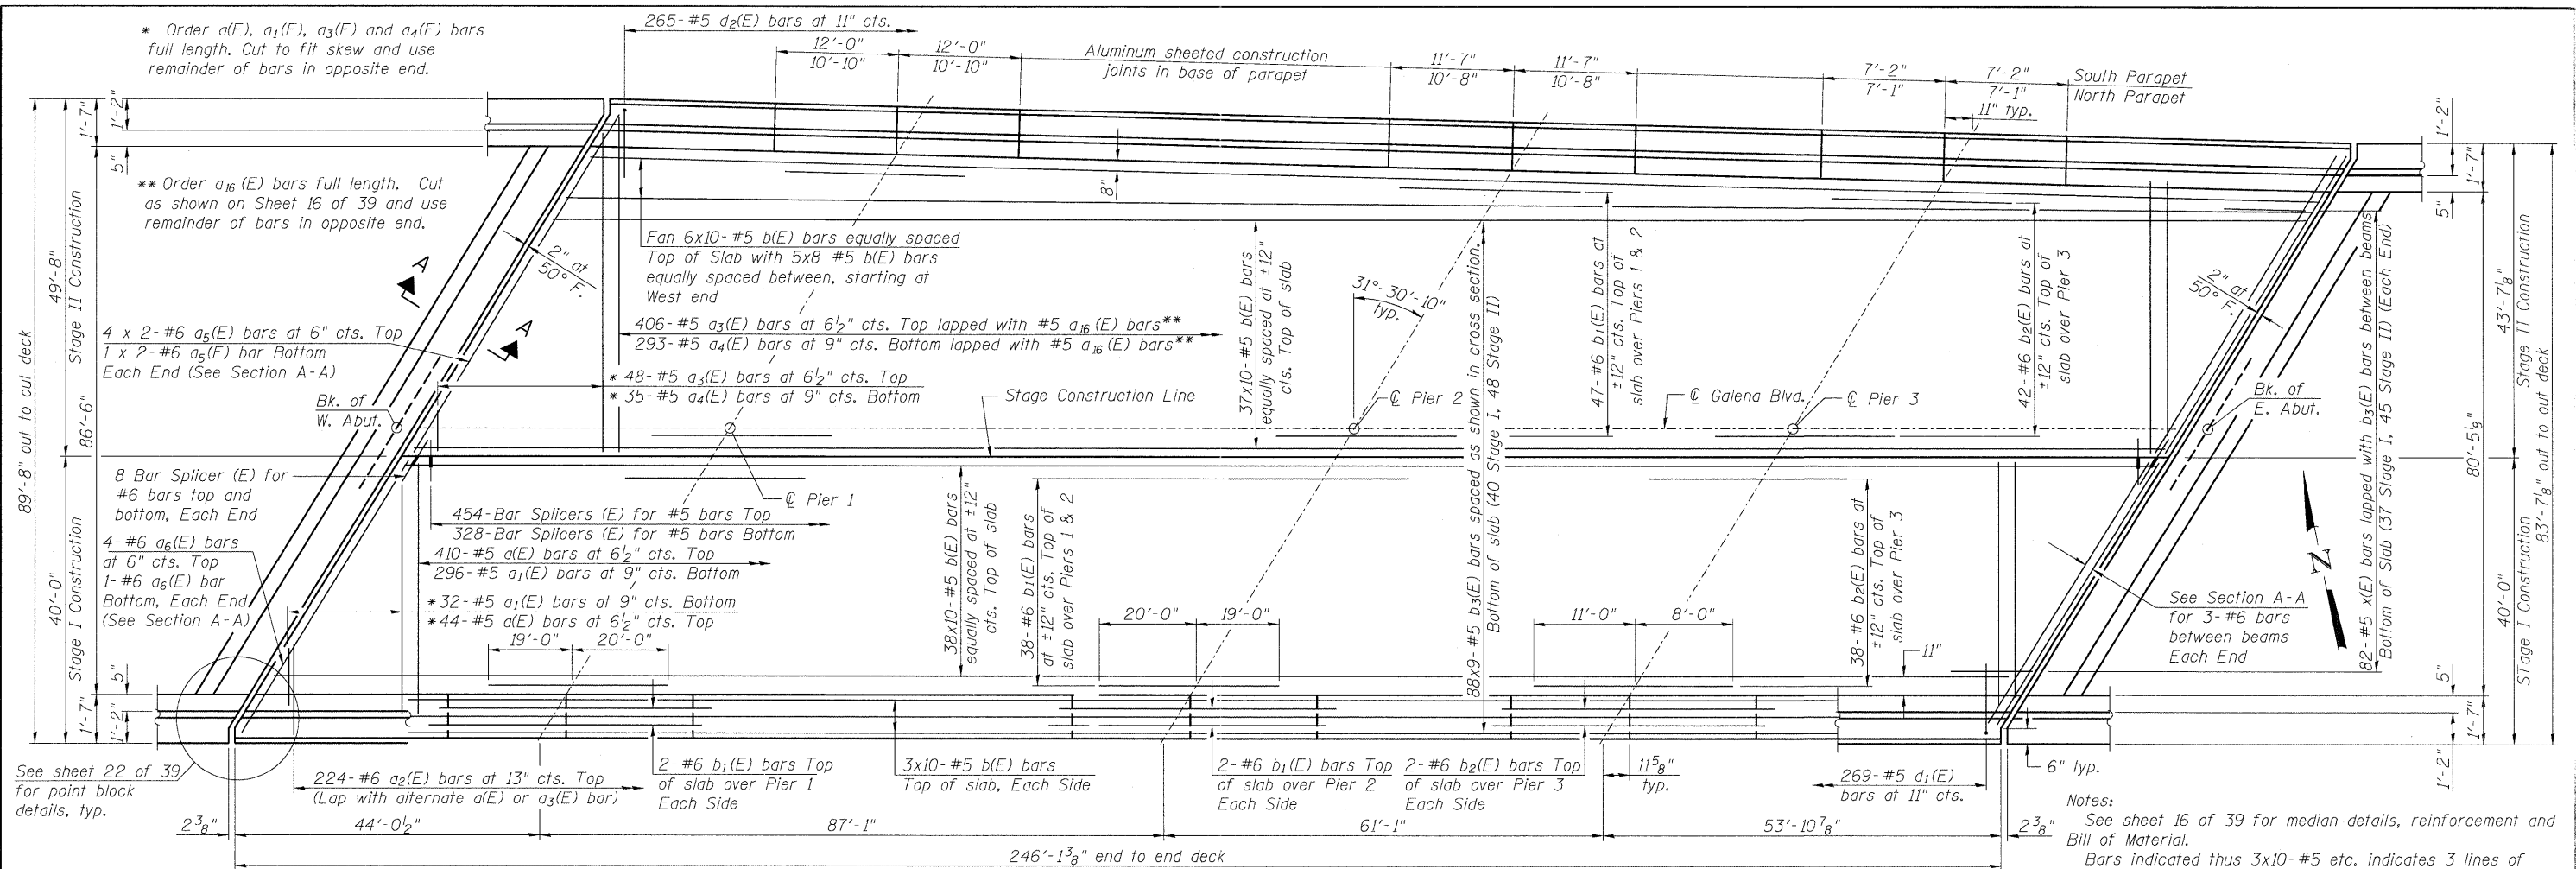 * Order a(E), a1(E), a3(E) and a4(E) bars
full length. Cut to fit skew and use
remainder of bars in opposite end.
265-#5 d2(E) bars at 11" cts.
12'-0"
10'-10"
12'-0"
10'-10"
Aluminum sheeted construction
joints in base of parapet
11'-7"
10'-8"
11'-7"
10'-8"
7'-2"
7'-1"
7'-2"
7'-1"
South Parapet
North Parapet
11" typ.
1'-7"
1'-2"
5"
1'-2"
1'-7"
5"
** Order a16 (E) bars full length. Cut
as shown on Sheet 16 of 39 and use
remainder of bars in opposite end.
8"
2" at
50° F.
Fan 6x10-#5 b(E) bars equally spaced
Top of Slab with 5x8-#5 b(E) bars
equally spaced between, starting at
West end
A
A
406-#5 a3(E) bars at 6½" cts. Top lapped with #5 a16 (E) bars**
293-#5 a4(E) bars at 9" cts. Bottom lapped with #5 a16 (E) bars**
* 48-#5 a3(E) bars at 6½" cts. Top
* 35-#5 a4(E) bars at 9" cts. Bottom
Stage Construction Line
4 x 2-#6 a5(E) bars at 6" cts. Top
1 x 2-#6 a5(E) bar Bottom
Each End (See Section A-A)
Bk. of
W. Abut.
89'-8" out to out deck
49'-8"
Stage II Construction
86'-6"
40'-0"
Stage I Construction
37x10-#5 b(E) bars
equally spaced at ±12"
cts. Top of slab
31°-30'-10"
typ.
℄ Pier 2
88x9-#5 b3(E) bars spaced as shown in cross section.
Bottom of slab (40 Stage I, 48 Stage II)
47-#6 b1(E) bars at
±12" cts. Top of
slab over Piers 1 & 2
℄ Galena Blvd.
℄ Pier 3
42-#6 b2(E) bars at
±12" cts. Top of
slab over Pier 3
2" at
50° F.
Bk. of
E. Abut.
82-#5 x(E) bars lapped with b3(E) bars between beams
Bottom of Slab (37 Stage I, 45 Stage II) (Each End)
43'-7⅛"
Stage II Construction
80'-5⅛"
83'-7⅛" out to out deck
40'-0"
STage I Construction
8 Bar Splicer (E) for
#6 bars top and
bottom, Each End
℄ Pier 1
454-Bar Splicers (E) for #5 bars Top
328-Bar Splicers (E) for #5 bars Bottom
410-#5 a(E) bars at 6½" cts. Top
296-#5 a1(E) bars at 9" cts. Bottom
4-#6 a6(E) bars
at 6" cts. Top
1-#6 a6(E) bar
Bottom, Each End
(See Section A-A)
*32-#5 a1(E) bars at 9" cts. Bottom
*44-#5 a(E) bars at 6½" cts. Top
19'-0"
20'-0"
38x10-#5 b(E) bars
equally spaced at ±12"
cts. Top of slab
38-#6 b1(E) bars
at ±12" cts. Top of
slab over Piers 1 & 2
20'-0"
19'-0"
11'-0"
8'-0"
38-#6 b2(E) bars at
±12" cts. Top of
slab over Pier 3
11"
See Section A-A
for 3-#6 bars
between beams
Each End
N
5"
1'-7"
1'-2"
5"
1'-7"
1'-2"
See sheet 22 of 39
for point block
details, typ.
224-#6 a2(E) bars at 13" cts. Top
(Lap with alternate a(E) or a3(E) bar)
2-#6 b1(E) bars Top
of slab over Pier 1
Each Side
3x10-#5 b(E) bars
Top of slab, Each Side
2-#6 b1(E) bars Top
of slab over Pier 2
Each Side
2-#6 b2(E) bars Top
of slab over Pier 3
Each Side
11⅝"
typ.
269-#5 d1(E)
bars at 11" cts.
6" typ.
2⅜"
44'-0½"
87'-1"
61'-1"
53'-10⅞"
2⅜"
246'-1⅜" end to end deck
Notes:
See sheet 16 of 39 for median details, reinforcement and
Bill of Material.
Bars indicated thus 3x10-#5 etc. indicates 3 lines of